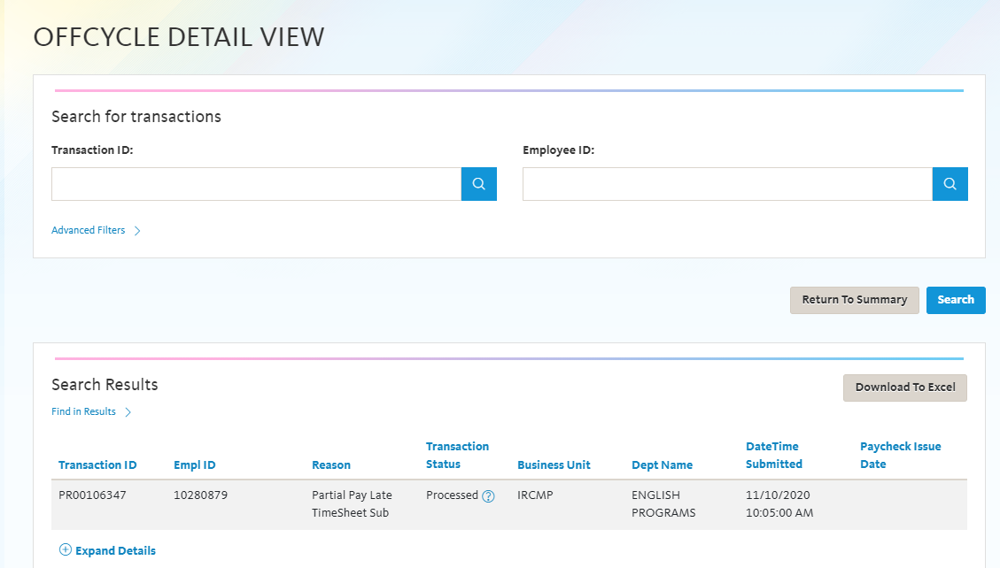 OFFCYCLE DETAIL VIEW
Search for transactions
Transaction ID:
Employee ID:
Advanced Filters
Return To Summary
Search
Search Results
Download To Excel
Find in Results
Transaction ID
Empl ID
Reason
Transaction
Status
Business Unit
Dept Name
DateTime
Submitted
Paycheck Issue
Date
PR00106347
10280879
Partial Pay Late
TimeSheet Sub
Processed ?
IRCMP
ENGLISH
PROGRAMS
11/10/2020
10:05:00 AM
Expand Details